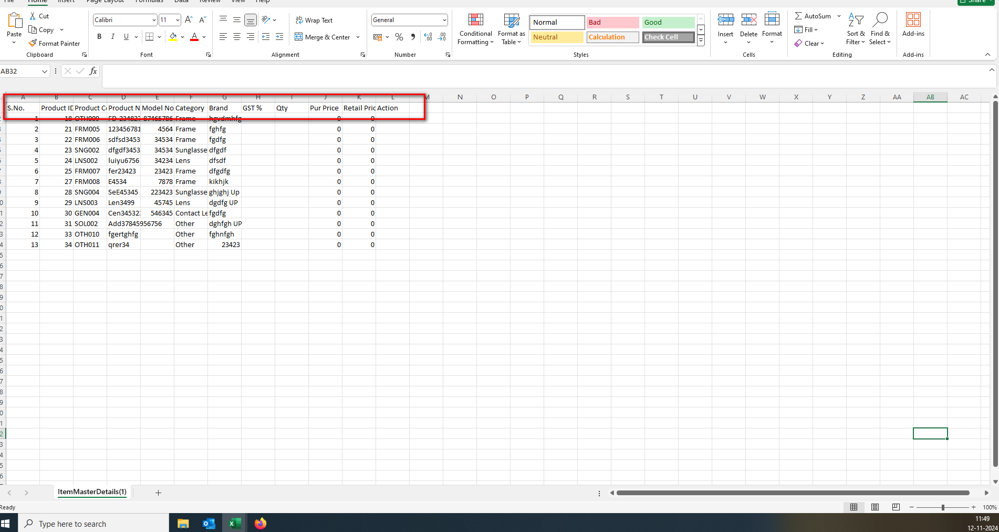 File Home Insert Page Layout Formulas Data Review View Help Share
Paste Cut Copy Format Painter Clipboard
Calibri 11 A A B I U A Font
Wrap Text Merge & Center Alignment
General % Number
Conditional Formatting Format as Table
Normal Bad Good
Neutral Calculation Check Cell
Styles
Insert Delete Format Cells
AutoSum Fill Clear Sort & Filter Find & Select Editing
Add-ins Add-ins
AB32 fx
A B C D E F G H I J K L M N O P Q R S T U V W X Y Z AA AB AC
S.No. Product ID Product Co Product N Model No Category Brand GST % Qty Pur Price Retail Pric Action
1 18 OTH009 FD-234827 87465786 Frame hgvdmhfg 0 0
2 21 FRM005 123456781 4564 Frame fghfg 0 0
3 22 FRM006 sdfsd3453 34534 Frame fgdfg 0 0
4 23 SNG002 dfgdf3453 34534 Sunglasse dfgdf 0 0
5 24 LNS002 luiyu6756 34234 Lens dfsdf 0 0
6 25 FRM007 fer23423 23423 Frame dfgdfg 0 0
7 27 FRM008 E4534 7878 Frame kikhjk 0 0
8 28 SNG004 SeE45345 223423 Sunglasse ghjghj Up 0 0
9 29 LNS003 Len3499 45745 Lens dgdfg UP 0 0
10 30 GEN004 Cen34532 546345 Contact Le fgdfg 0 0
11 31 SOL002 Add37845956756 Other dghfgh UP 0 0
12 33 OTH010 fgertghfg Other fghnfgh 0 0
13 34 OTH011 qrer34 Other 23423 0 0
ItemMasterDetails(1)
Ready 100%
Type here to search
11:49
12-11-2024